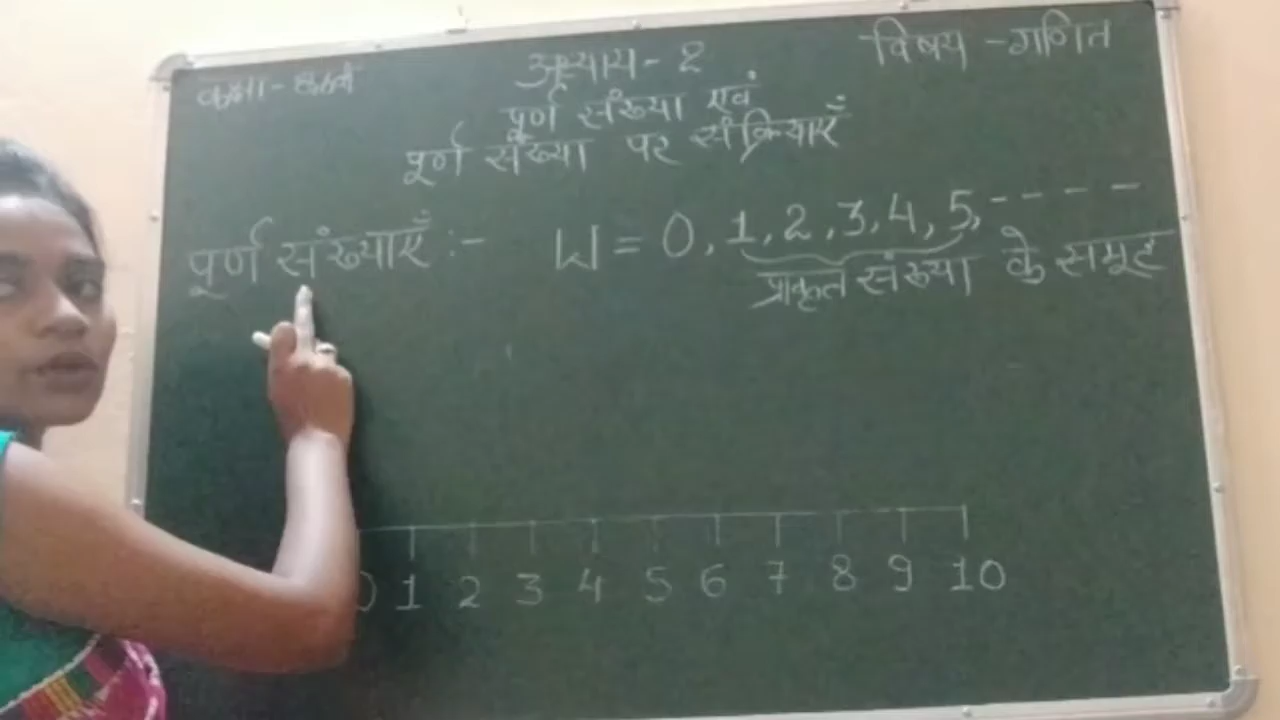 कक्षा - छठवीं
अध्याय - 2
विषय - गणित
पूर्ण संख्या एवं
पूर्ण संख्या पर संक्रियाएँ
पूर्ण संख्याएँ :- W = 0, 1, 2, 3, 4, 5, - - - -
प्राकृत संख्या के समूह
0 1 2 3 4 5 6 7 8 9 10